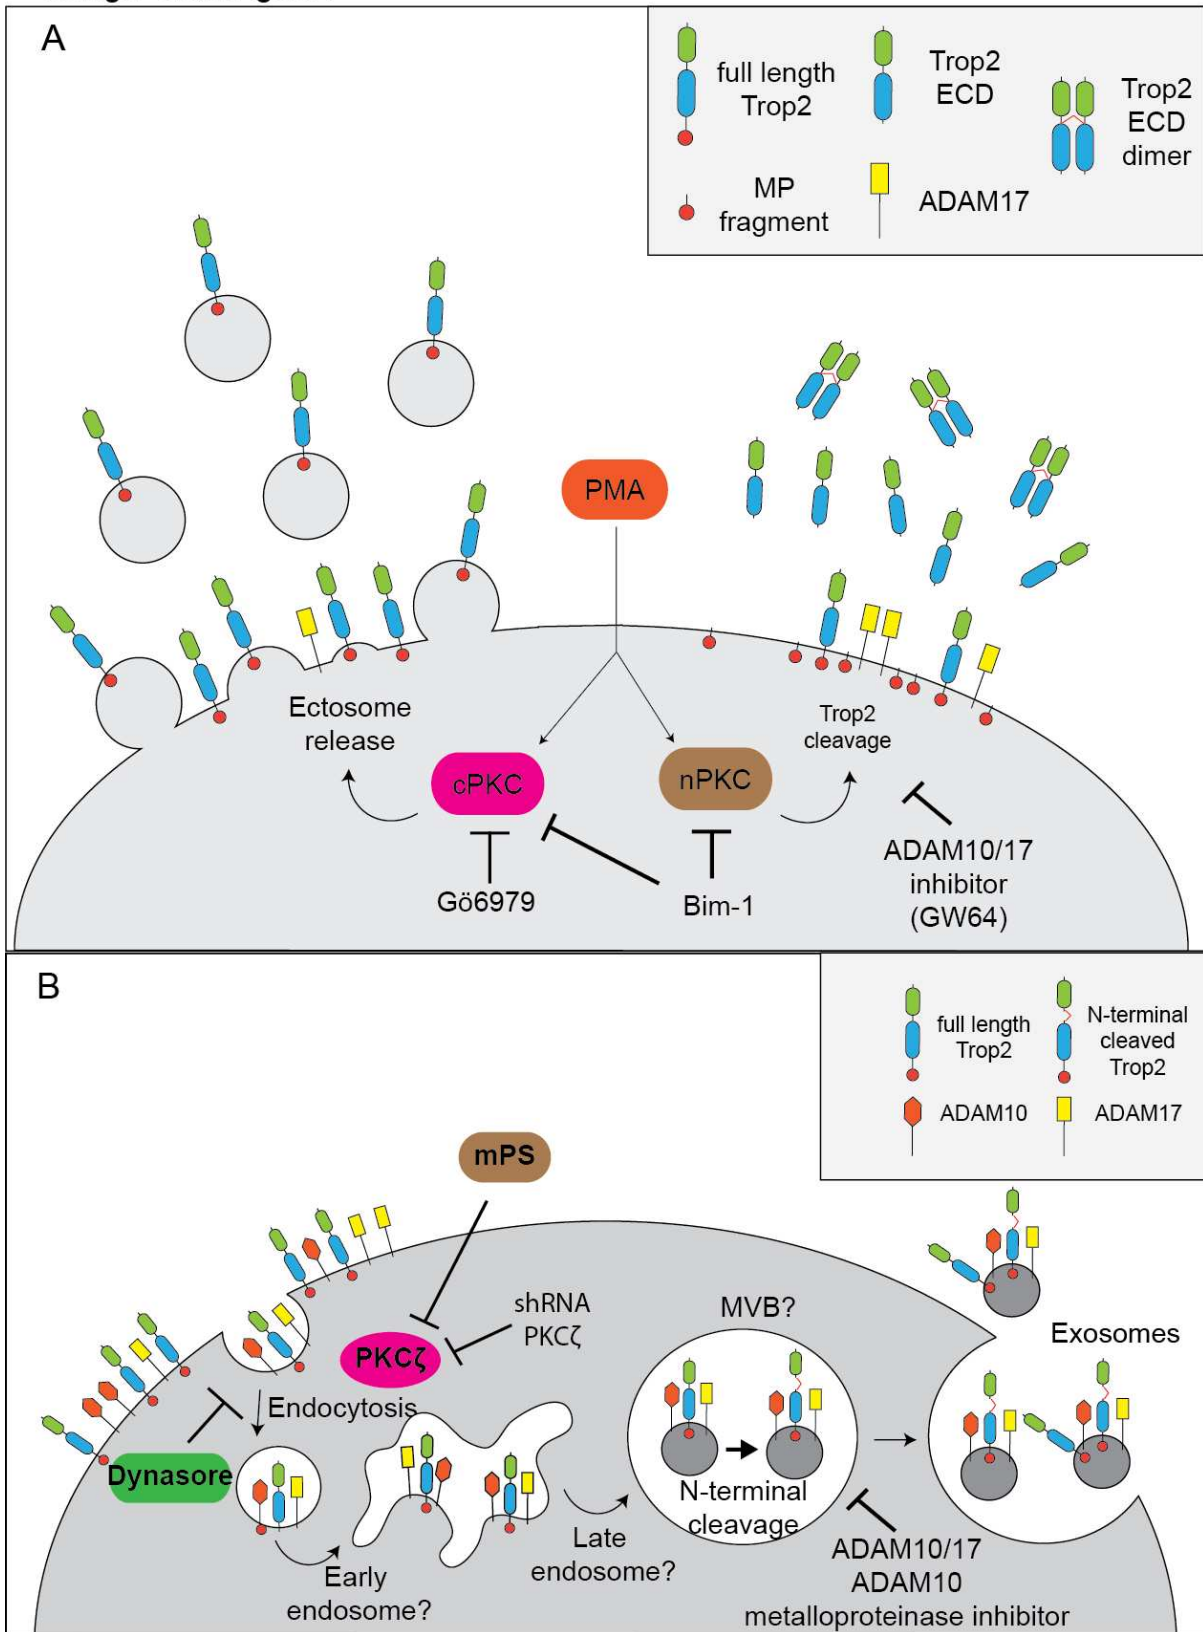 A
full length
Trop2
Trop2
ECD
Trop2
ECD
dimer
MP
fragment
ADAM17
PMA
Ectosome
release
Trop2
cleavage
cPKC
nPKC
Gö6979
Bim-1
ADAM10/17
inhibitor
(GW64)
B
full length
Trop2
N-terminal
cleaved
Trop2
ADAM10
ADAM17
mPS
shRNA
PKCζ
PKCζ
MVB?
Exosomes
Endocytosis
Dynasore
N-terminal
cleavage
Early
endosome?
Late
endosome?
ADAM10/17
ADAM10
metalloproteinase inhibitor